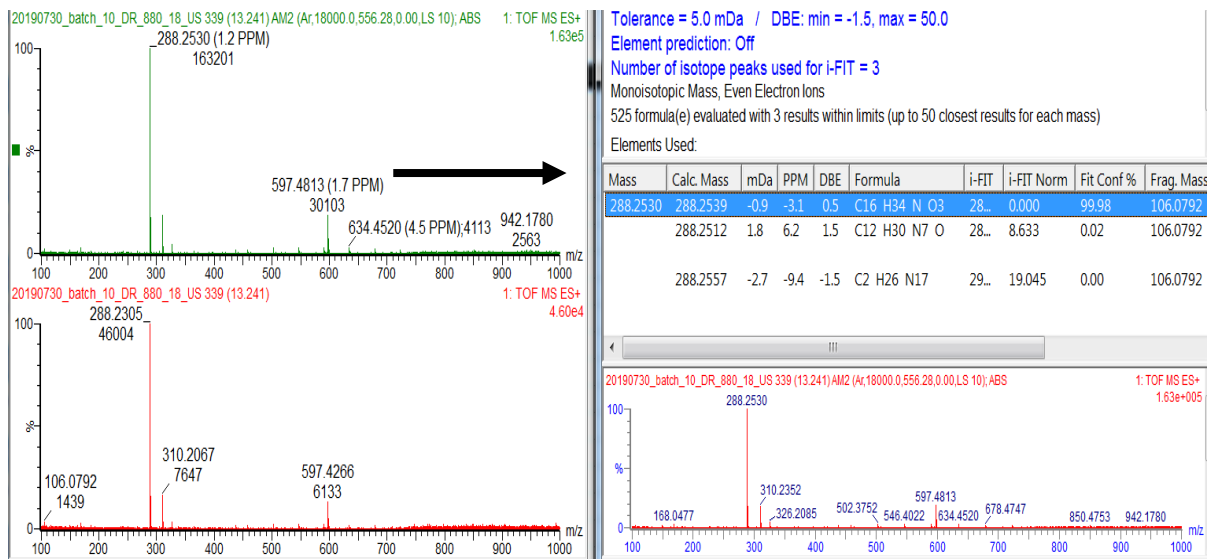 20190730_batch_10_DR_880_18_US 339 (13.241) AM2 (Ar,18000.0,556.28,0.00,LS 10); ABS
1: TOF MS ES+
1.63e5
288.2530 (1.2 PPM)
163201
100
%
0
597.4813 (1.7 PPM)
30103
634.4520 (4.5 PPM);4113
942.1780
2563
100 200 300 400 500 600 700 800 900 1000 m/z
20190730_batch_10_DR_880_18_US 339 (13.241)
1: TOF MS ES+
4.60e4
288.2305
46004
100
%
0
106.0792
1439
310.2067
7647
597.4266
6133
100 200 300 400 500 600 700 800 900 1000 m/z
Tolerance = 5.0 mDa / DBE: min = -1.5, max = 50.0
Element prediction: Off
Number of isotope peaks used for i-FIT = 3
Monoisotopic Mass, Even Electron Ions
525 formula(e) evaluated with 3 results within limits (up to 50 closest results for each mass)
Elements Used:
Mass Calc. Mass mDa PPM DBE Formula i-FIT i-FIT Norm Fit Conf % Frag. Mass
288.2530 288.2539 -0.9 -3.1 0.5 C16 H34 N O3 28... 0.000 99.98 106.0792
288.2512 1.8 6.2 1.5 C12 H30 N7 O 28... 8.633 0.02 106.0792
288.2557 -2.7 -9.4 -1.5 C2 H26 N17 29... 19.045 0.00 106.0792
20190730_batch_10_DR_880_18_US 339 (13.241) AM2 (Ar,18000.0,556.28,0.00,LS 10); ABS
1: TOF MS ES+
1.63e+005
288.2530
100
%
0
168.0477
310.2352
326.2085
502.3752
546.4022
597.4813
634.4520
678.4747
850.4753
942.1780
100 200 300 400 500 600 700 800 900 1000 m/z